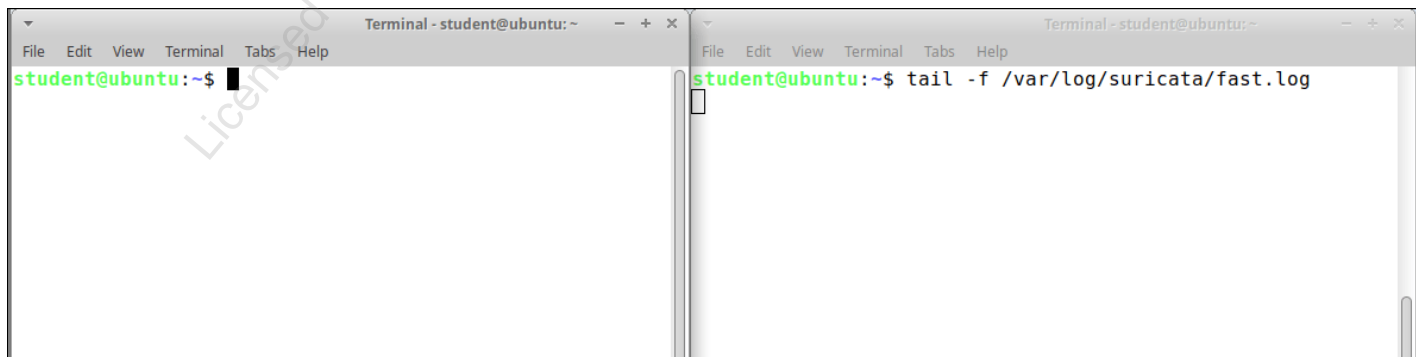 Terminal - student@ubuntu: ~
File Edit View Terminal Tabs Help
student@ubuntu:~$
Terminal - student@ubuntu: ~
File Edit View Terminal Tabs Help
student@ubuntu:~$ tail -f /var/log/suricata/fast.log
Licensed